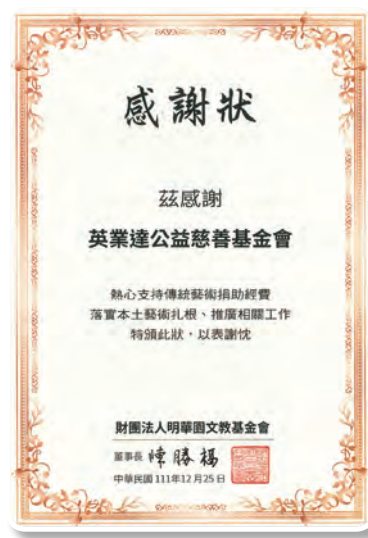 感謝狀
茲感謝
英業達公益慈善基金會
熱心支持傳統藝術捐助經費
落實本土藝術扎根、推廣相關工作
特頒此狀,以表謝忱
財團法人明華園文教基金會
董事長 陳勝福
中華民國 111年12月25日